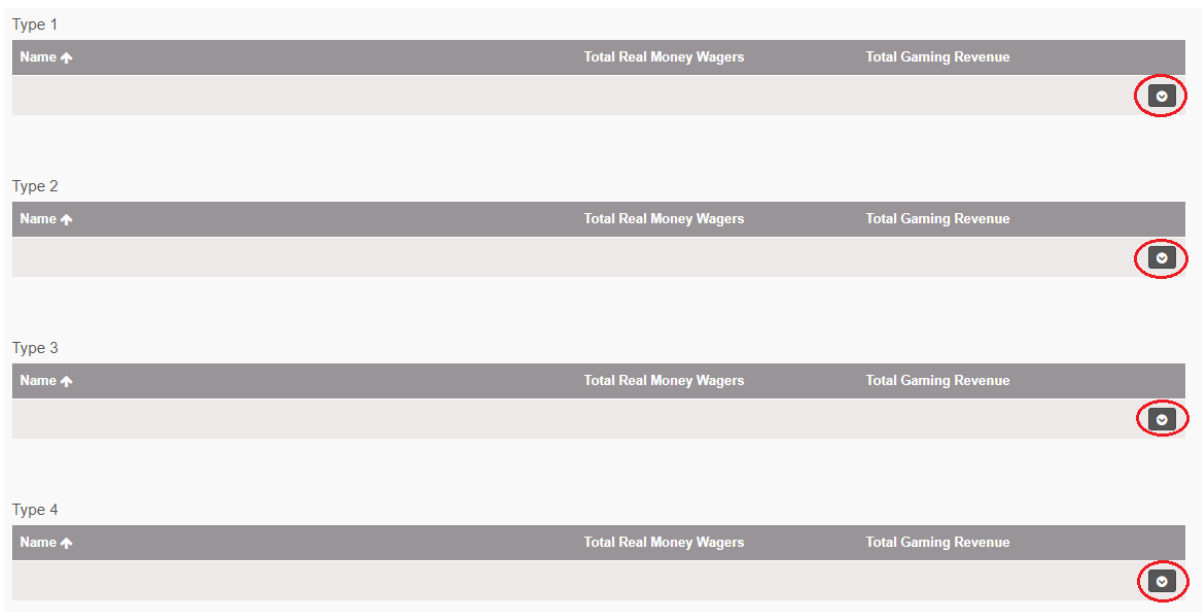 Type 1
Name Total Real Money Wagers Total Gaming Revenue
Type 2
Name Total Real Money Wagers Total Gaming Revenue
Type 3
Name Total Real Money Wagers Total Gaming Revenue
Type 4
Name Total Real Money Wagers Total Gaming Revenue